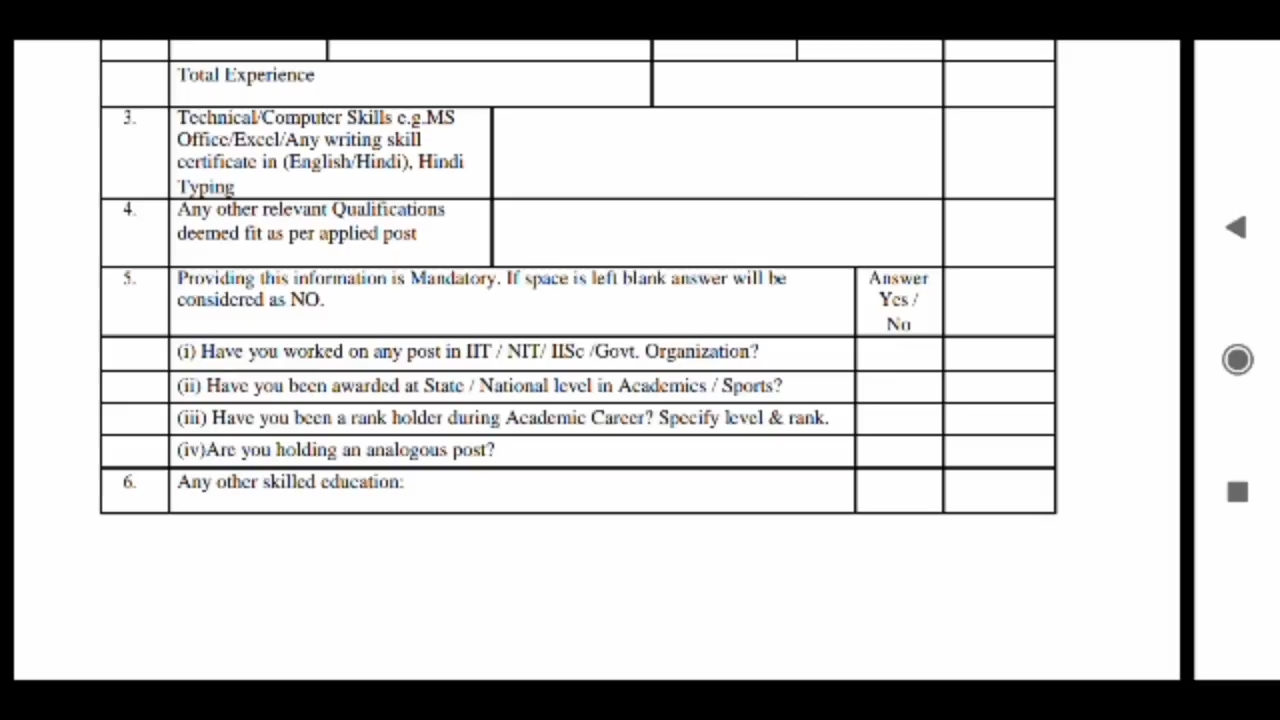 Total Experience
3.
Technical/Computer Skills e.g.MS
Office/Excel/Any writing skill
certificate in (English/Hindi), Hindi
Typing
4.
Any other relevant Qualifications
deemed fit as per applied post
5.
Providing this information is Mandatory. If space is left blank answer will be
considered as NO.
Answer
Yes /
No
(i) Have you worked on any post in IIT / NIT/ IISc /Govt. Organization?
(ii) Have you been awarded at State / National level in Academics / Sports?
(iii) Have you been a rank holder during Academic Career? Specify level & rank.
(iv)Are you holding an analogous post?
6.
Any other skilled education: